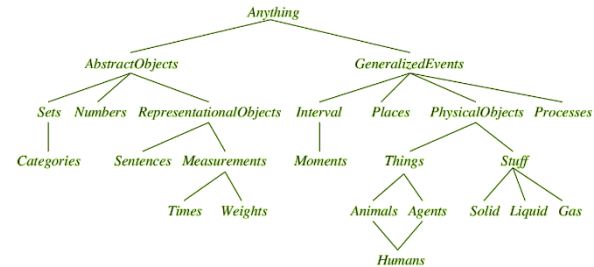 Anything
AbstractObjects GeneralizedEvents
Sets Numbers RepresentationalObjects Interval Places PhysicalObjects Processes
Categories Sentences Measurements Moments Things Stuff
Times Weights Animals Agents Solid Liquid Gas
Humans